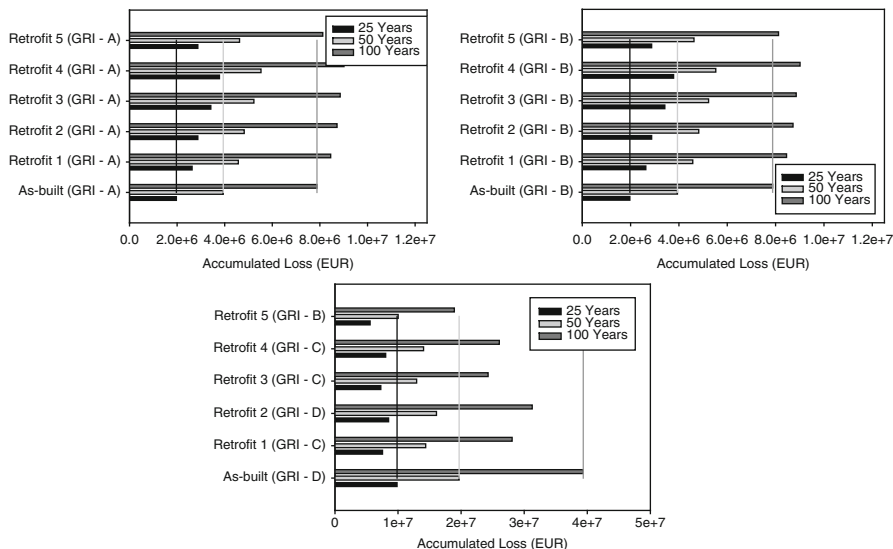 25 Years
50 Years
100 Years
Retrofit 5 (GRI - A)
Retrofit 4 (GRI - A)
Retrofit 3 (GRI - A)
Retrofit 2 (GRI - A)
Retrofit 1 (GRI - A)
As-built (GRI - A)
0.0 2.0e+6 4.0e+6 6.0e+6 8.0e+6 1.0e+7 1.2e+7
Accumulated Loss (EUR)
Retrofit 5 (GRI - B)
Retrofit 4 (GRI - B)
Retrofit 3 (GRI - B)
Retrofit 2 (GRI - B)
Retrofit 1 (GRI - B)
As-built (GRI - B)
25 Years
50 Years
100 Years
0.0 2.0e+6 4.0e+6 6.0e+6 8.0e+6 1.0e+7 1.2e+7
Accumulated Loss (EUR)
25 Years
50 Years
100 Years
Retrofit 5 (GRI - B)
Retrofit 4 (GRI - C)
Retrofit 3 (GRI - C)
Retrofit 2 (GRI - D)
Retrofit 1 (GRI - C)
As-built (GRI - D)
0 1e+7 2e+7 3e+7 4e+7 5e+7
Accumulated Loss (EUR)